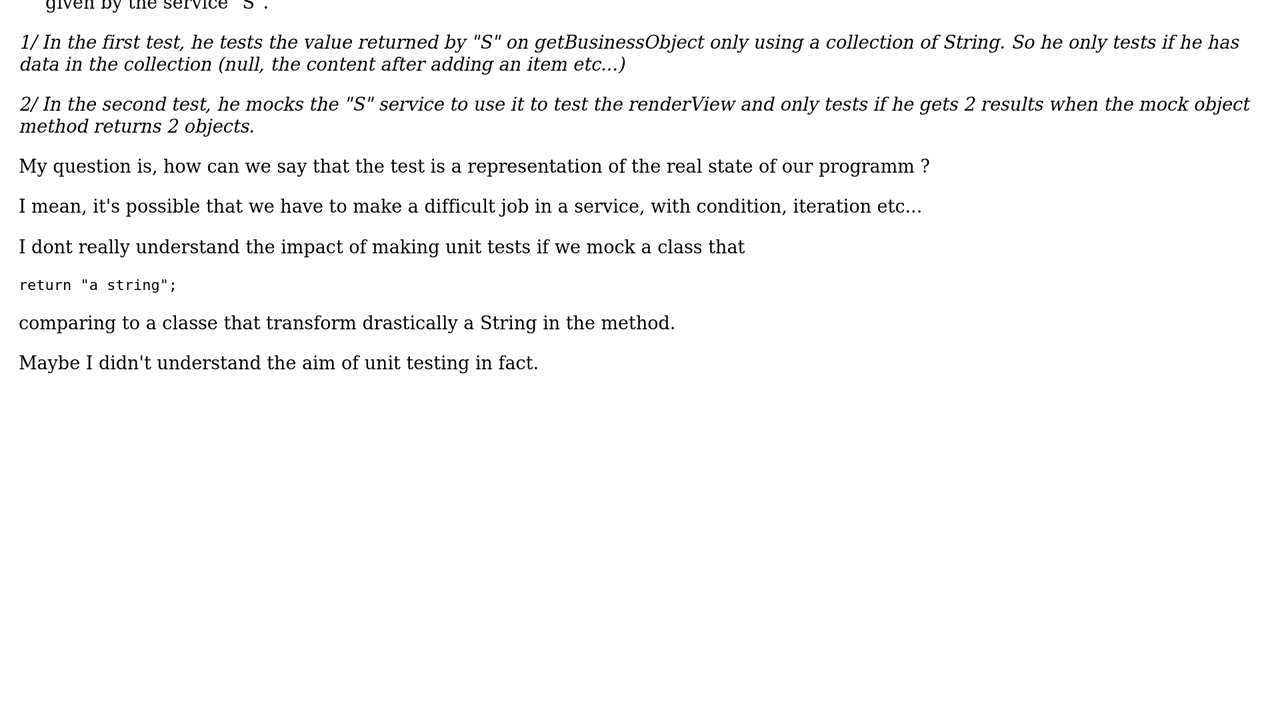 given by the service "S".
1/ In the first test, he tests the value returned by "S" on getBusinessObject only using a collection of String. So he only tests if he has
data in the collection (null, the content after adding an item etc...)
2/ In the second test, he mocks the "S" service to use it to test the renderView and only tests if he gets 2 results when the mock object
method returns 2 objects.
My question is, how can we say that the test is a representation of the real state of our programm ?
I mean, it's possible that we have to make a difficult job in a service, with condition, iteration etc...
I dont really understand the impact of making unit tests if we mock a class that
return "a string";
comparing to a classe that transform drastically a String in the method.
Maybe I didn't understand the aim of unit testing in fact.